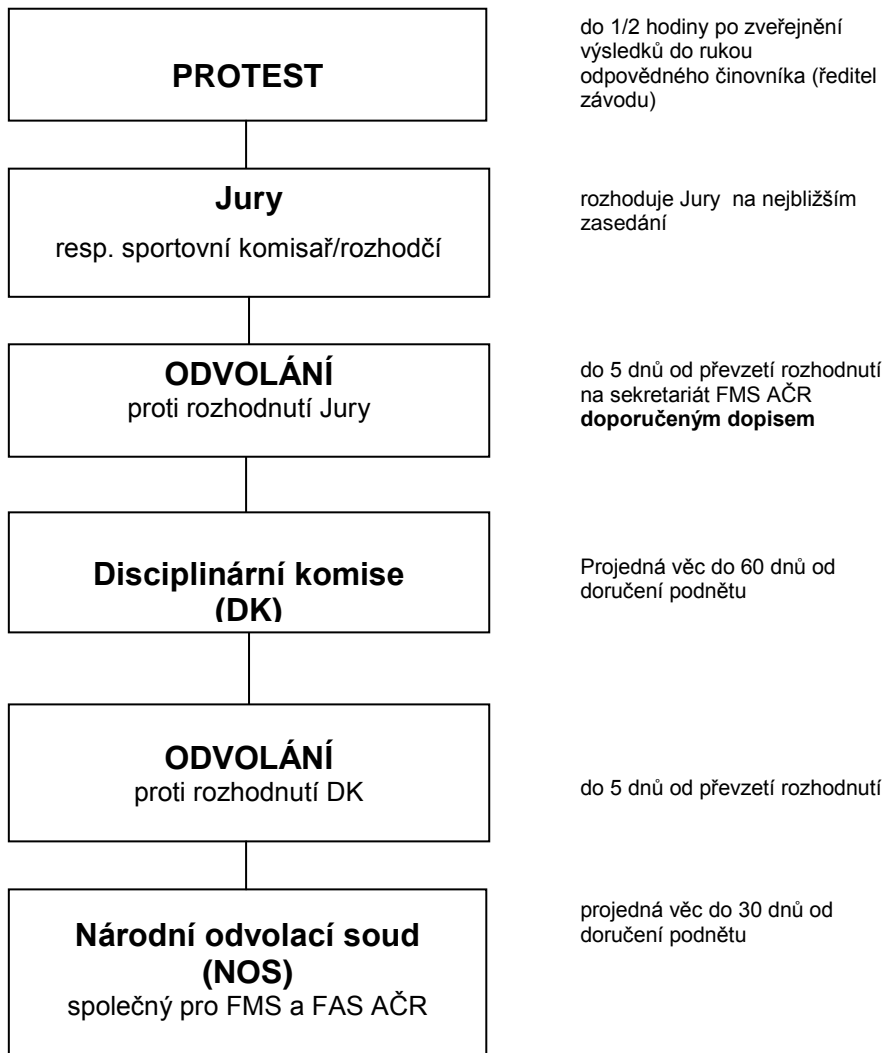 PROTEST
do 1/2 hodiny po zveřejnění
výsledků do rukou
odpovědného činovníka (ředitel
závodu)
Jury
resp. sportovní komisař/rozhodčí
rozhoduje Jury na nejbližším
zasedání
ODVOLÁNÍ
proti rozhodnutí Jury
do 5 dnů od převzetí rozhodnutí
na sekretariát FMS AČR
doporučeným dopisem
Disciplinární komise
(DK)
Projedná věc do 60 dnů od
doručení podnětu
ODVOLÁNÍ
proti rozhodnutí DK
do 5 dnů od převzetí rozhodnutí
Národní odvolací soud
(NOS)
společný pro FMS a FAS AČR
projedná věc do 30 dnů od
doručení podnětu